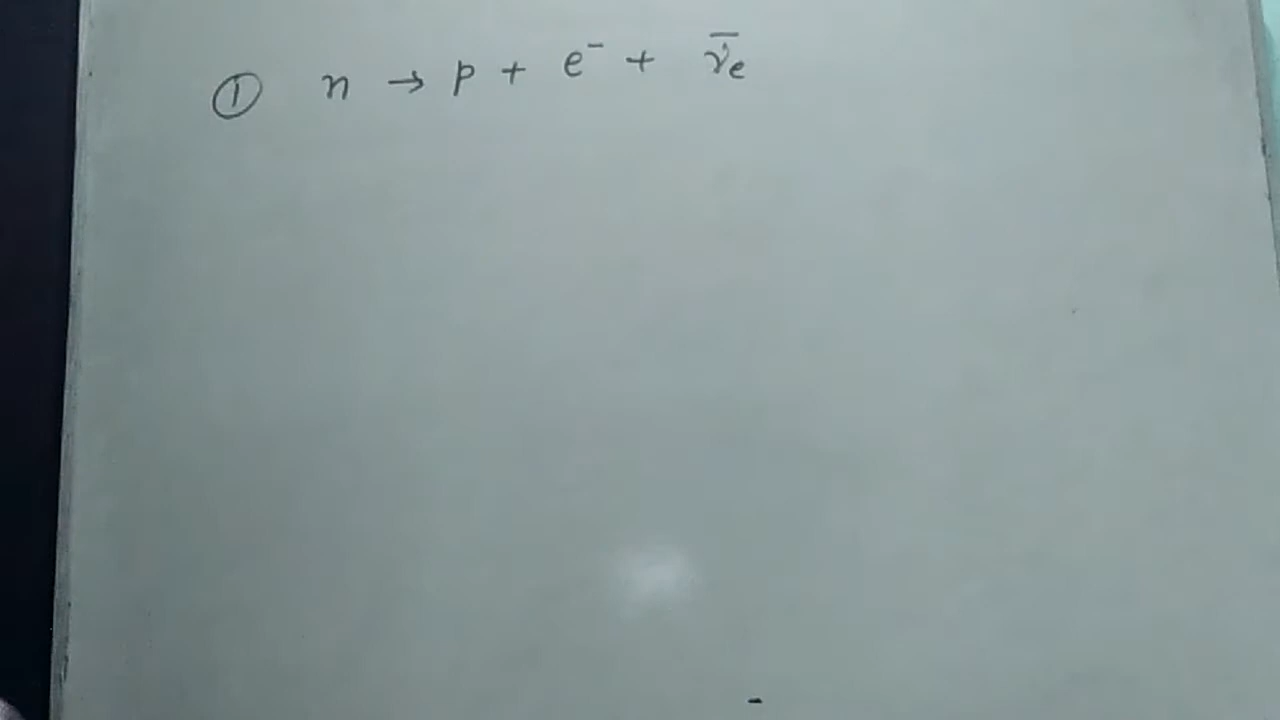 ① n → p + e⁻ + ν̄e